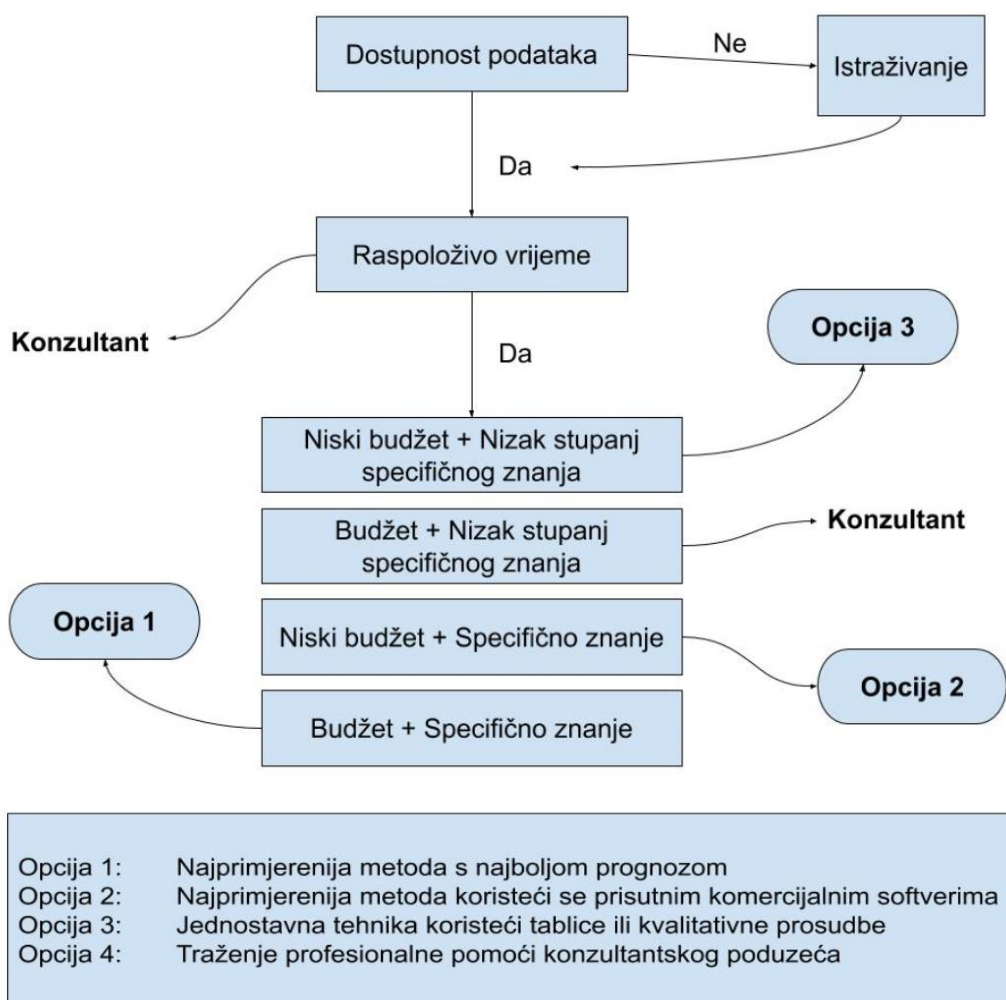 Dostupnost podataka
Ne
Istraživanje
Da
Raspoloživo vrijeme
Konzultant
Da
Opcija 3
Niski budžet + Nizak stupanj
specifičnog znanja
Budžet + Nizak stupanj
specifičnog znanja
Konzultant
Opcija 1
Niski budžet + Specifično znanje
Opcija 2
Budžet + Specifično znanje
Opcija 1: Najprimjerenija metoda s najboljom prognozom
Opcija 2: Najprimjerenija metoda koristeći se prisutnim komercijalnim softverima
Opcija 3: Jednostavna tehnika koristeći tablice ili kvalitativne prosudbe
Opcija 4: Traženje profesionalne pomoći konzultantskog poduzeća